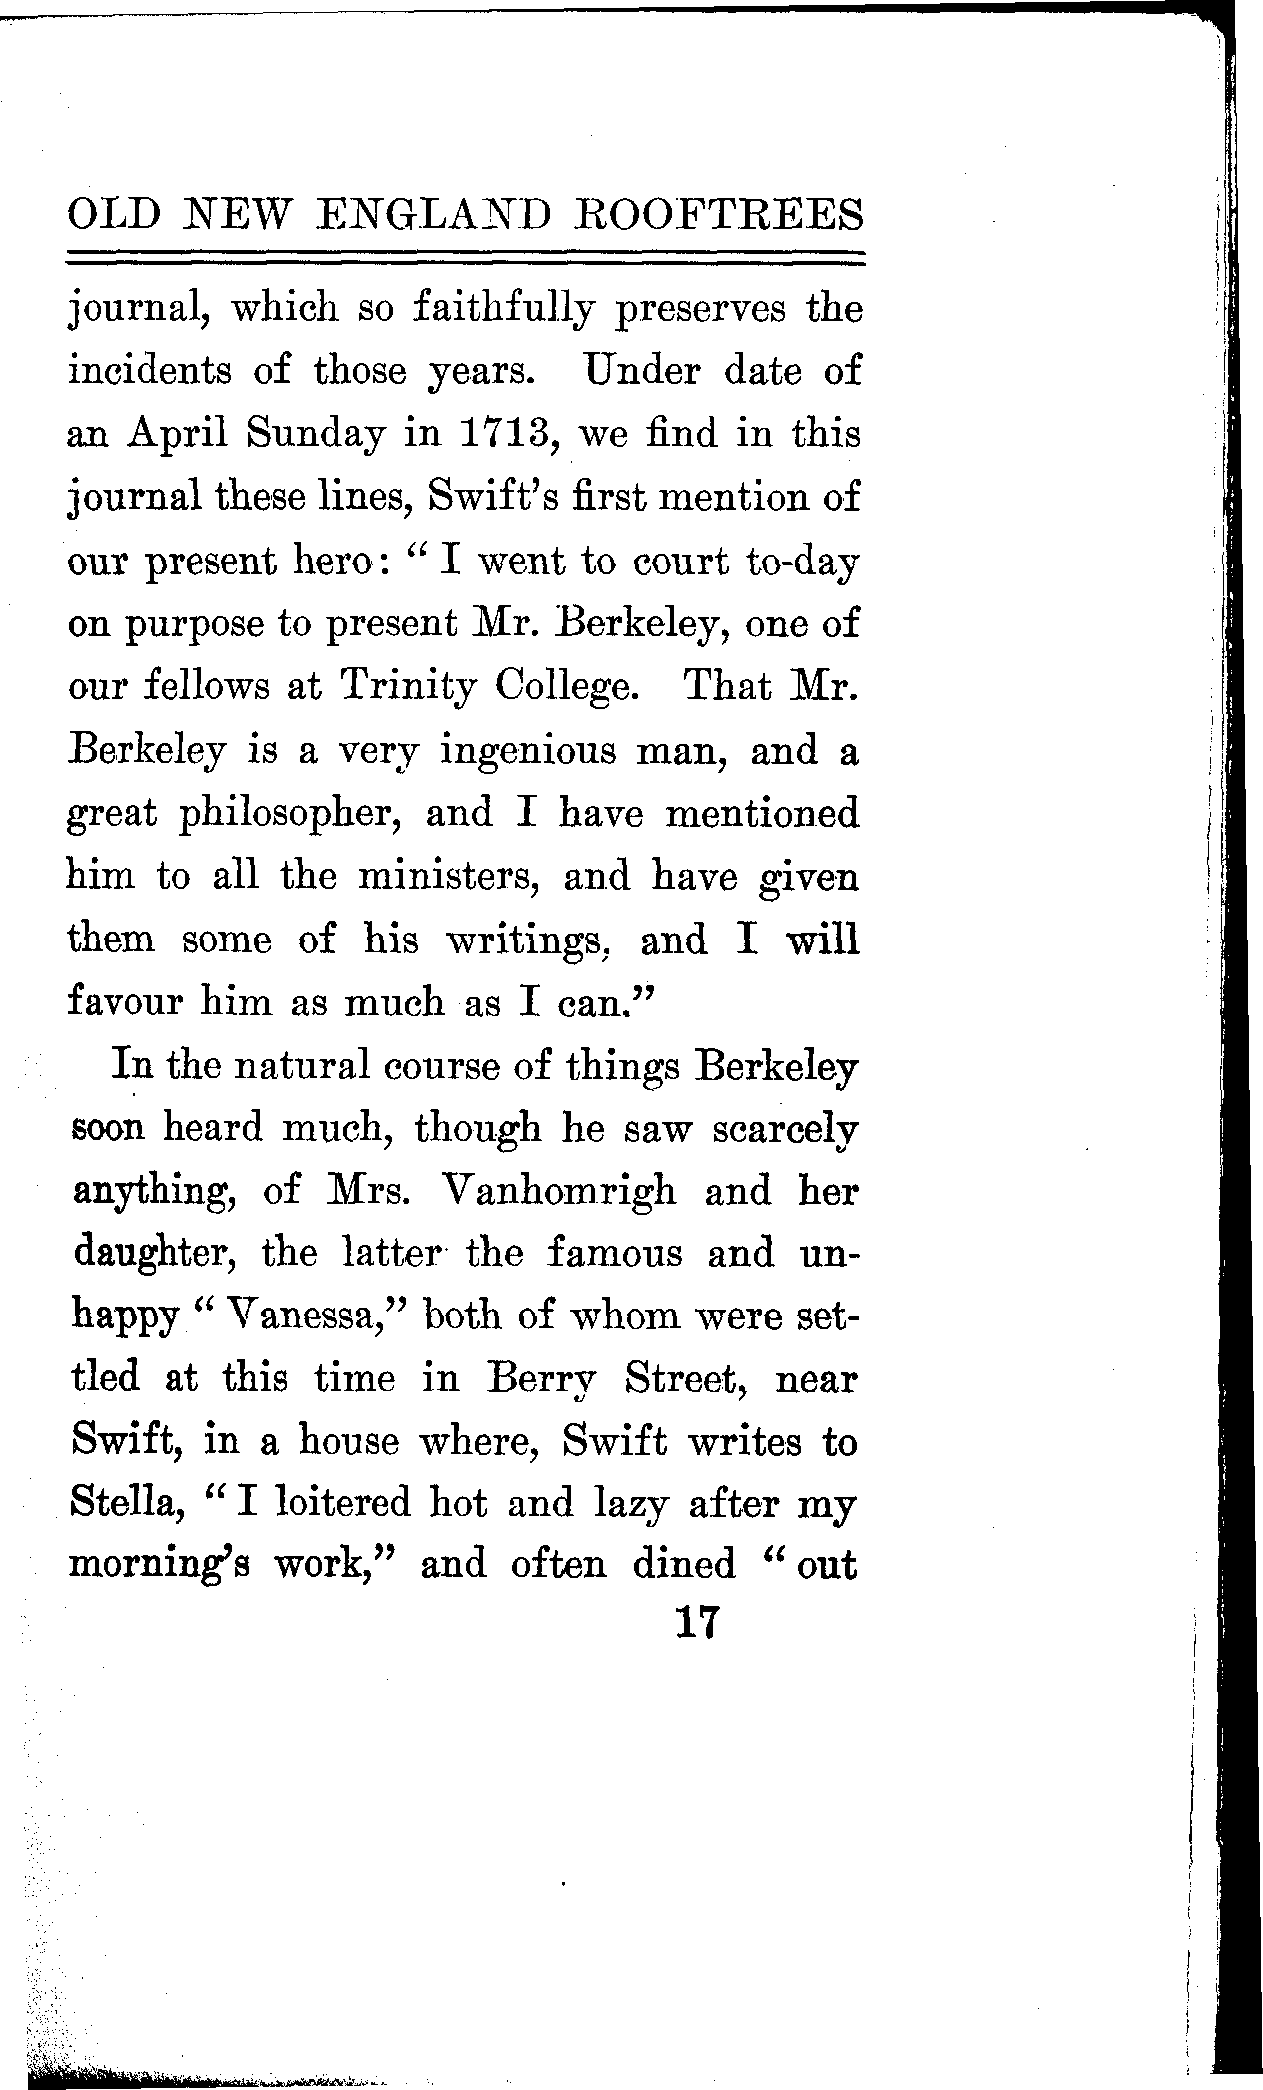 OLD NEW ENGLAND ROOFTREES
journal, which so faithfully preserves the
incidents of those years. Under date of
an April Sunday in 1713, we find in this
journal these lines, Swift's first mention of
our present hero: " I went to court to-day
on purpose to present Mr. Berkeley, one of
our fellows at Trinity College. That Mr.
Berkeley is a very ingenious man, and a
great philosopher, and I have mentioned
him to all the ministers, and have given
them some of his writings, and I will
favour him as much as I can."
In the natural course of things Berkeley
soon heard much, though he saw scarcely
anything, of Mrs. Vanhomrigh and her
daughter, the latter the famous and un-
happy " Vanessa," both of whom were set-
tled at this time in Berry Street, near
Swift, in a house where, Swift writes to
Stella, " I loitered hot and lazy after my
morning's work," and often dined " out
17